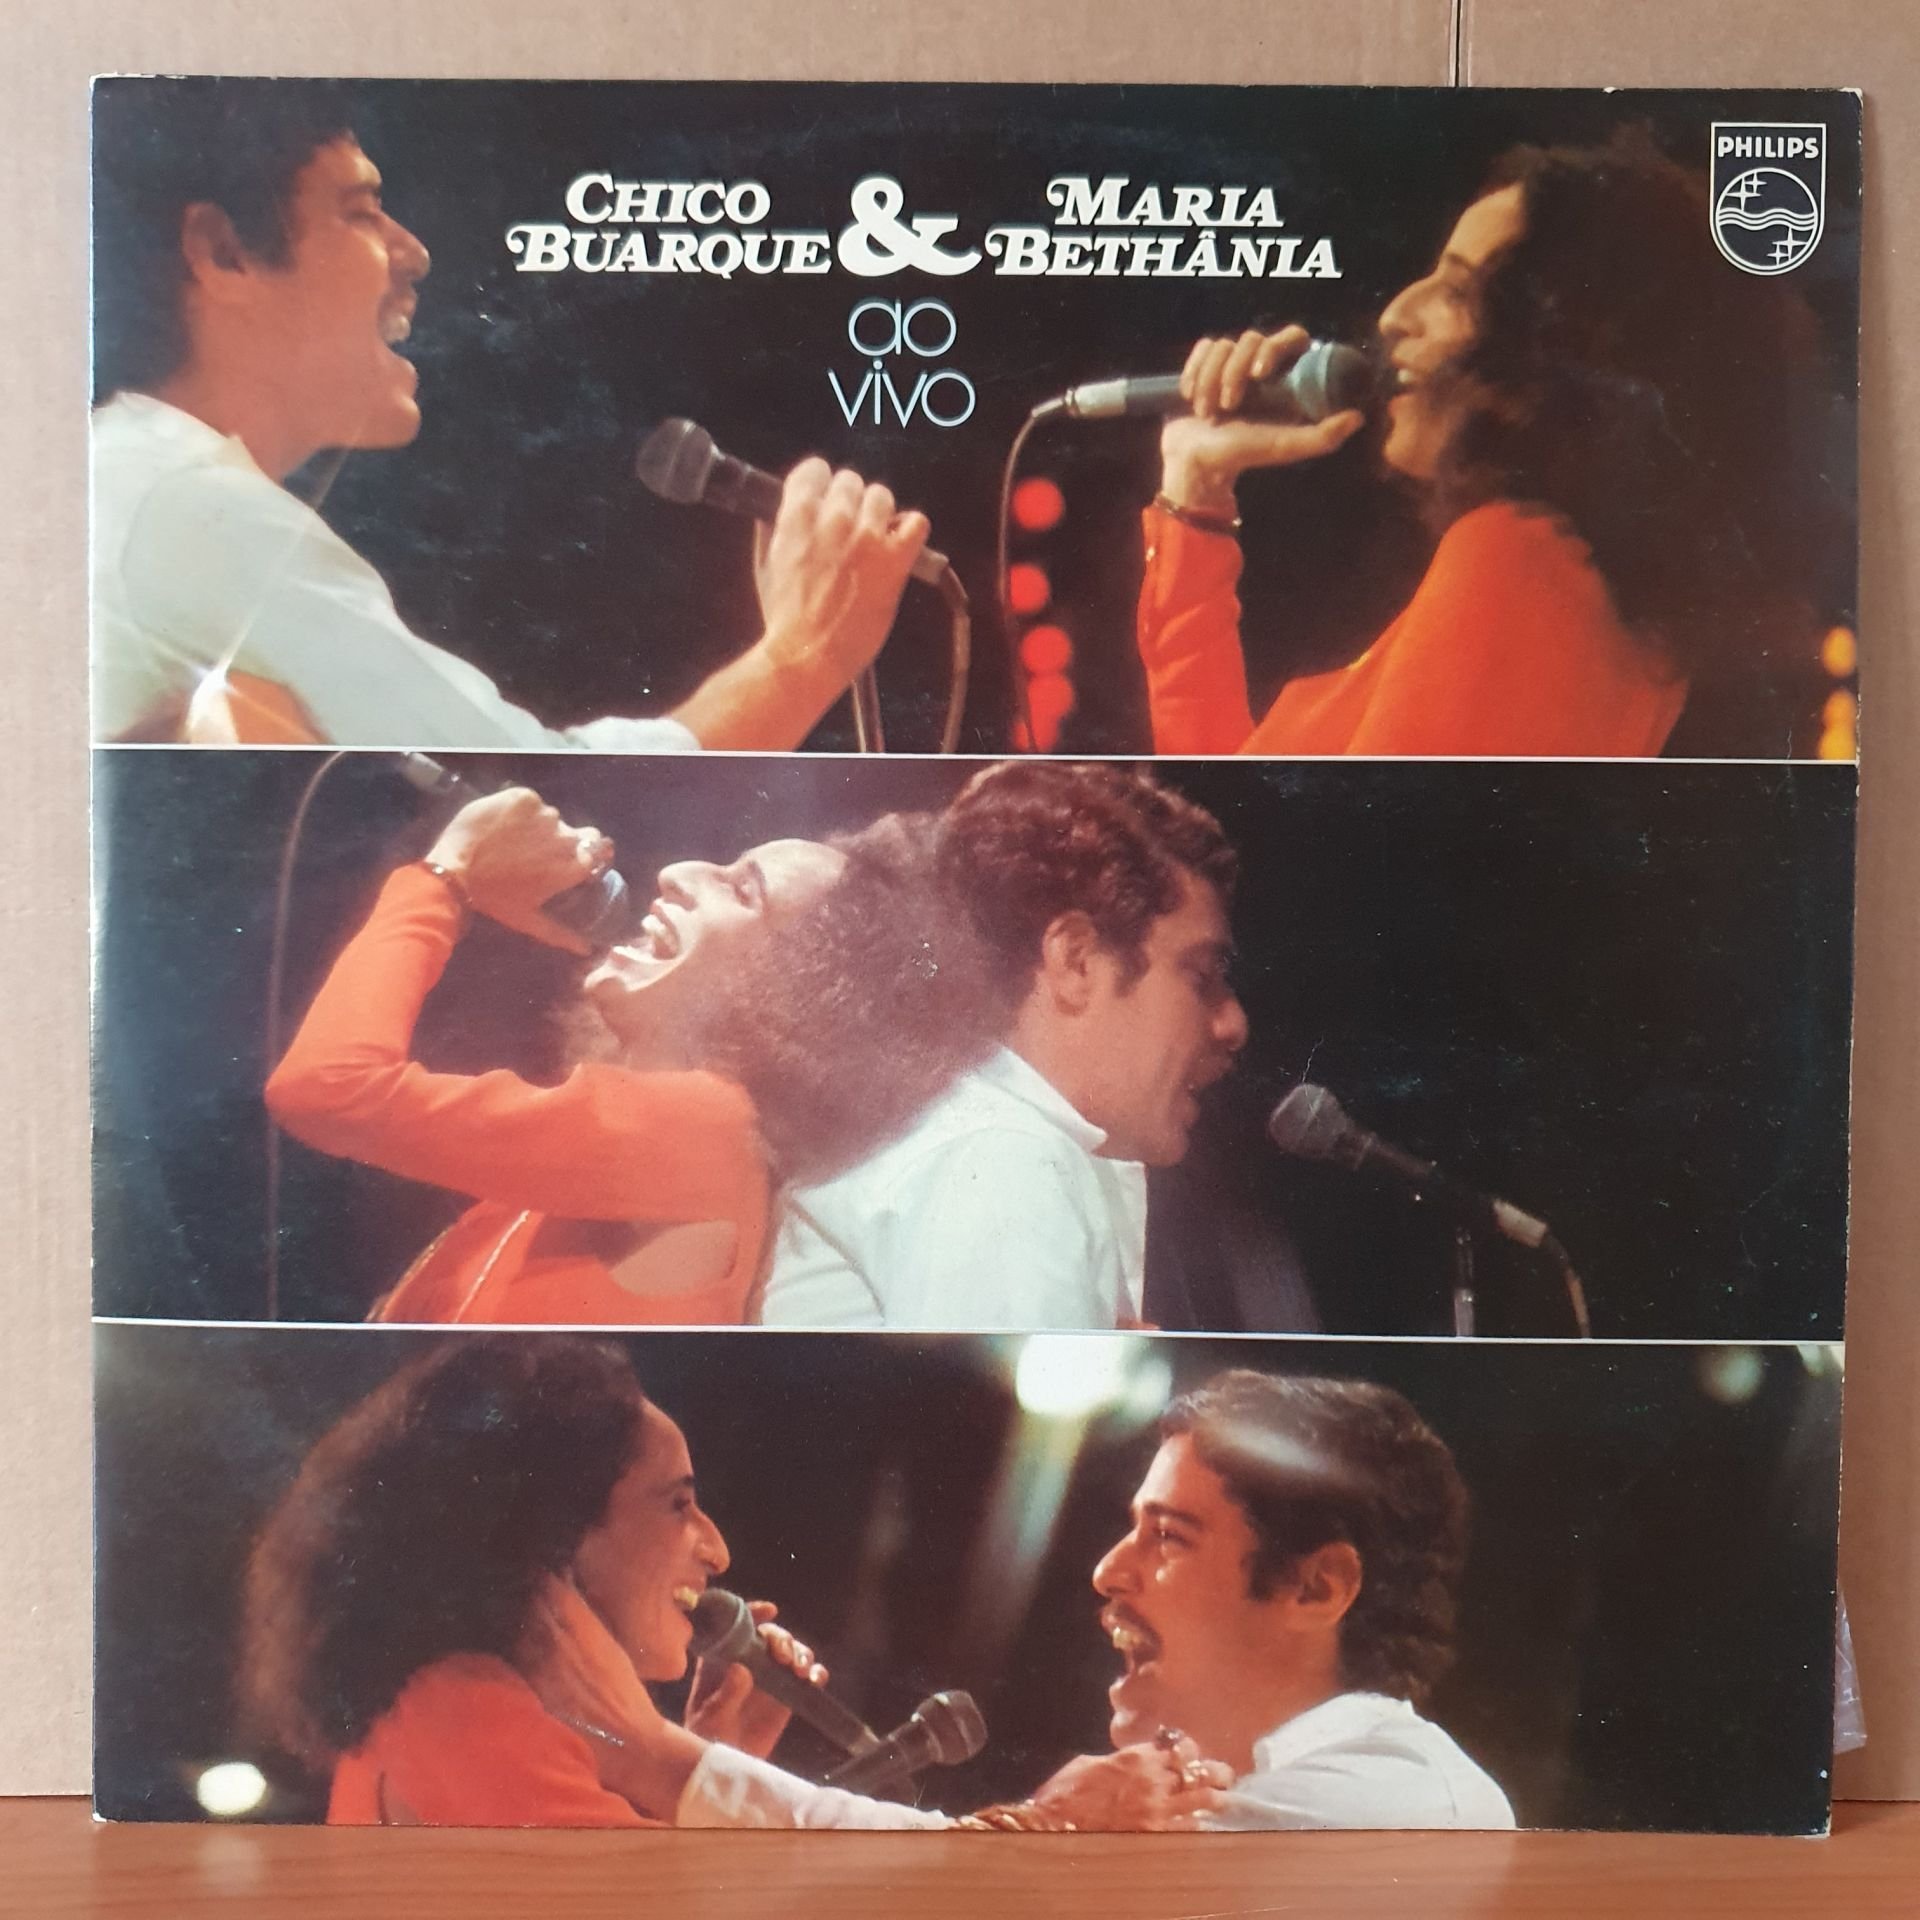 CHICO
BUARQUE
&
MARIA
BETHÂNIA
ao
vivo
PHILIPS